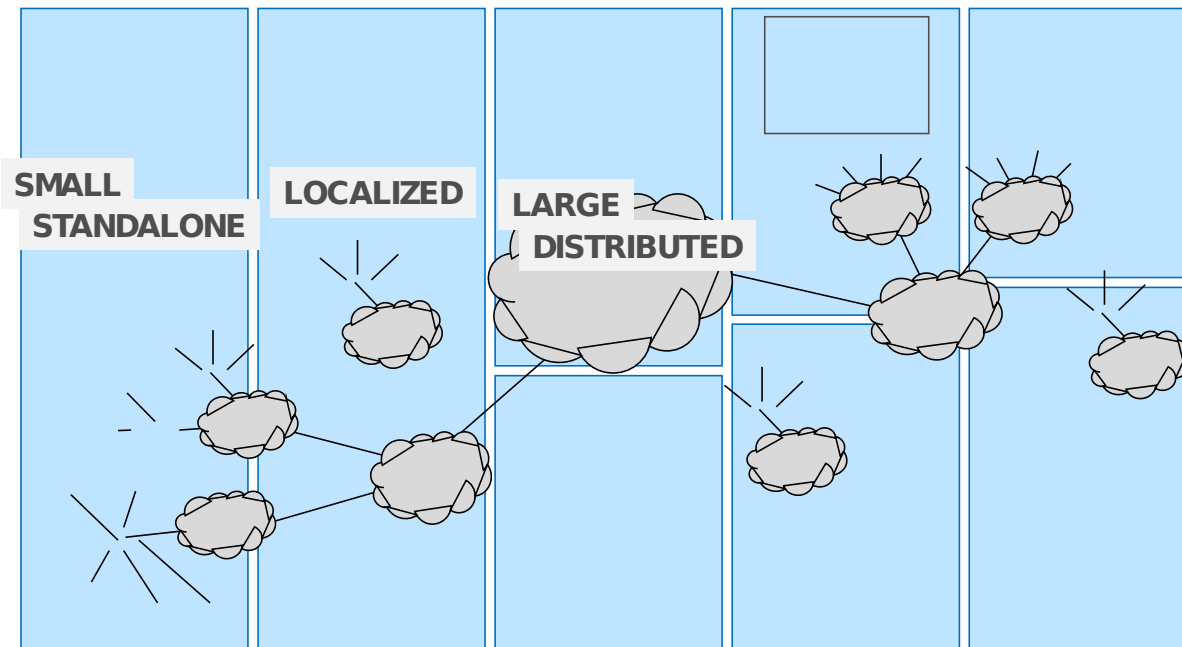 SMALL
STANDALONE
LOCALIZED
LARGE
DISTRIBUTED